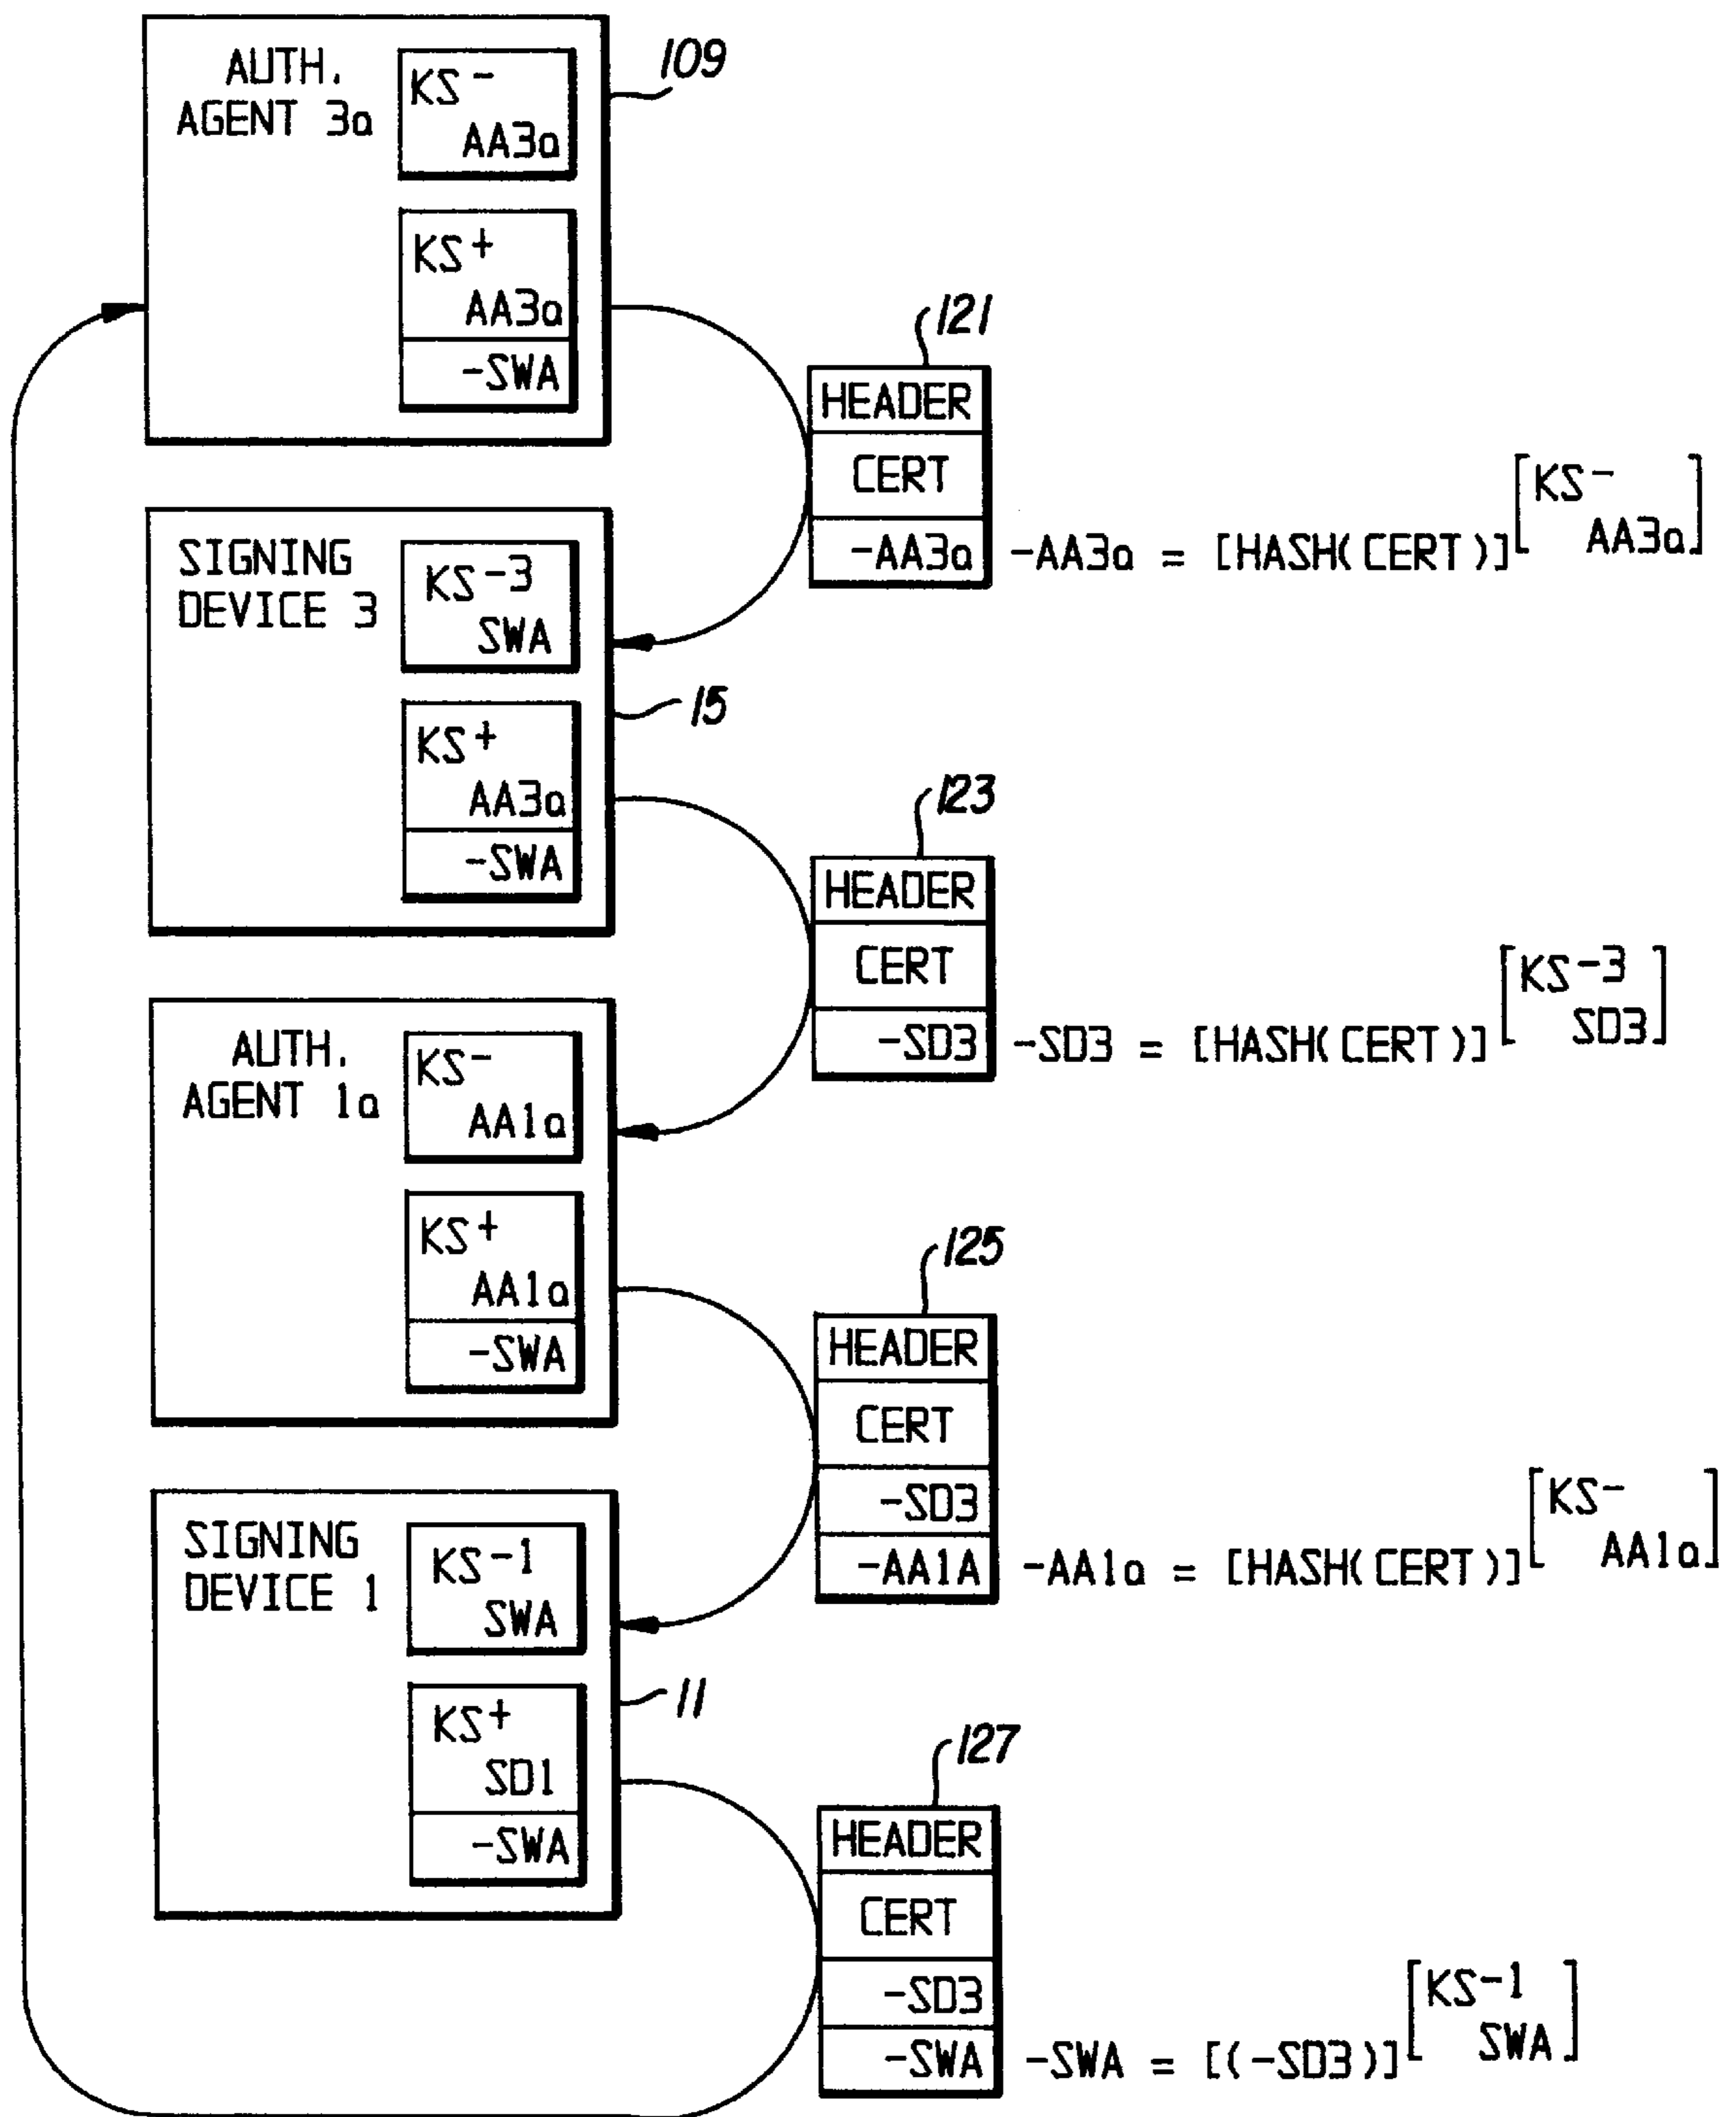 AUTH.
AGENT 3a
KS-
AA3a
109
KS+
AA3a
-SWA
121
HEADER
CERT
-AA3a
-AA3a = [HASH(CERT)][KS- AA3a]
SIGNING
DEVICE 3
KS-3
SWA
15
KS+
AA3a
-SWA
123
HEADER
CERT
-SD3
-SD3 = [HASH(CERT)][KS-3 SD3]
AUTH.
AGENT 1a
KS-
AA1a
KS+
AA1a
-SWA
125
HEADER
CERT
-SD3
-AA1A
-AA1a = [HASH(CERT)][KS- AA1a]
SIGNING
DEVICE 1
KS-1
SWA
11
KS+
SD1
-SWA
127
HEADER
CERT
-SD3
-SWA
-SWA = [(-SD3)][KS-1 SWA]